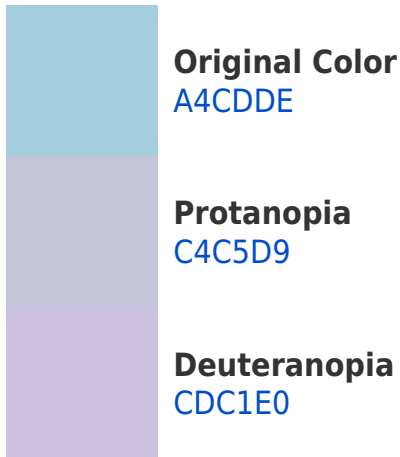 Original Color
A4CDDE
Protanopia
C4C5D9
Deuteranopia
CDC1E0